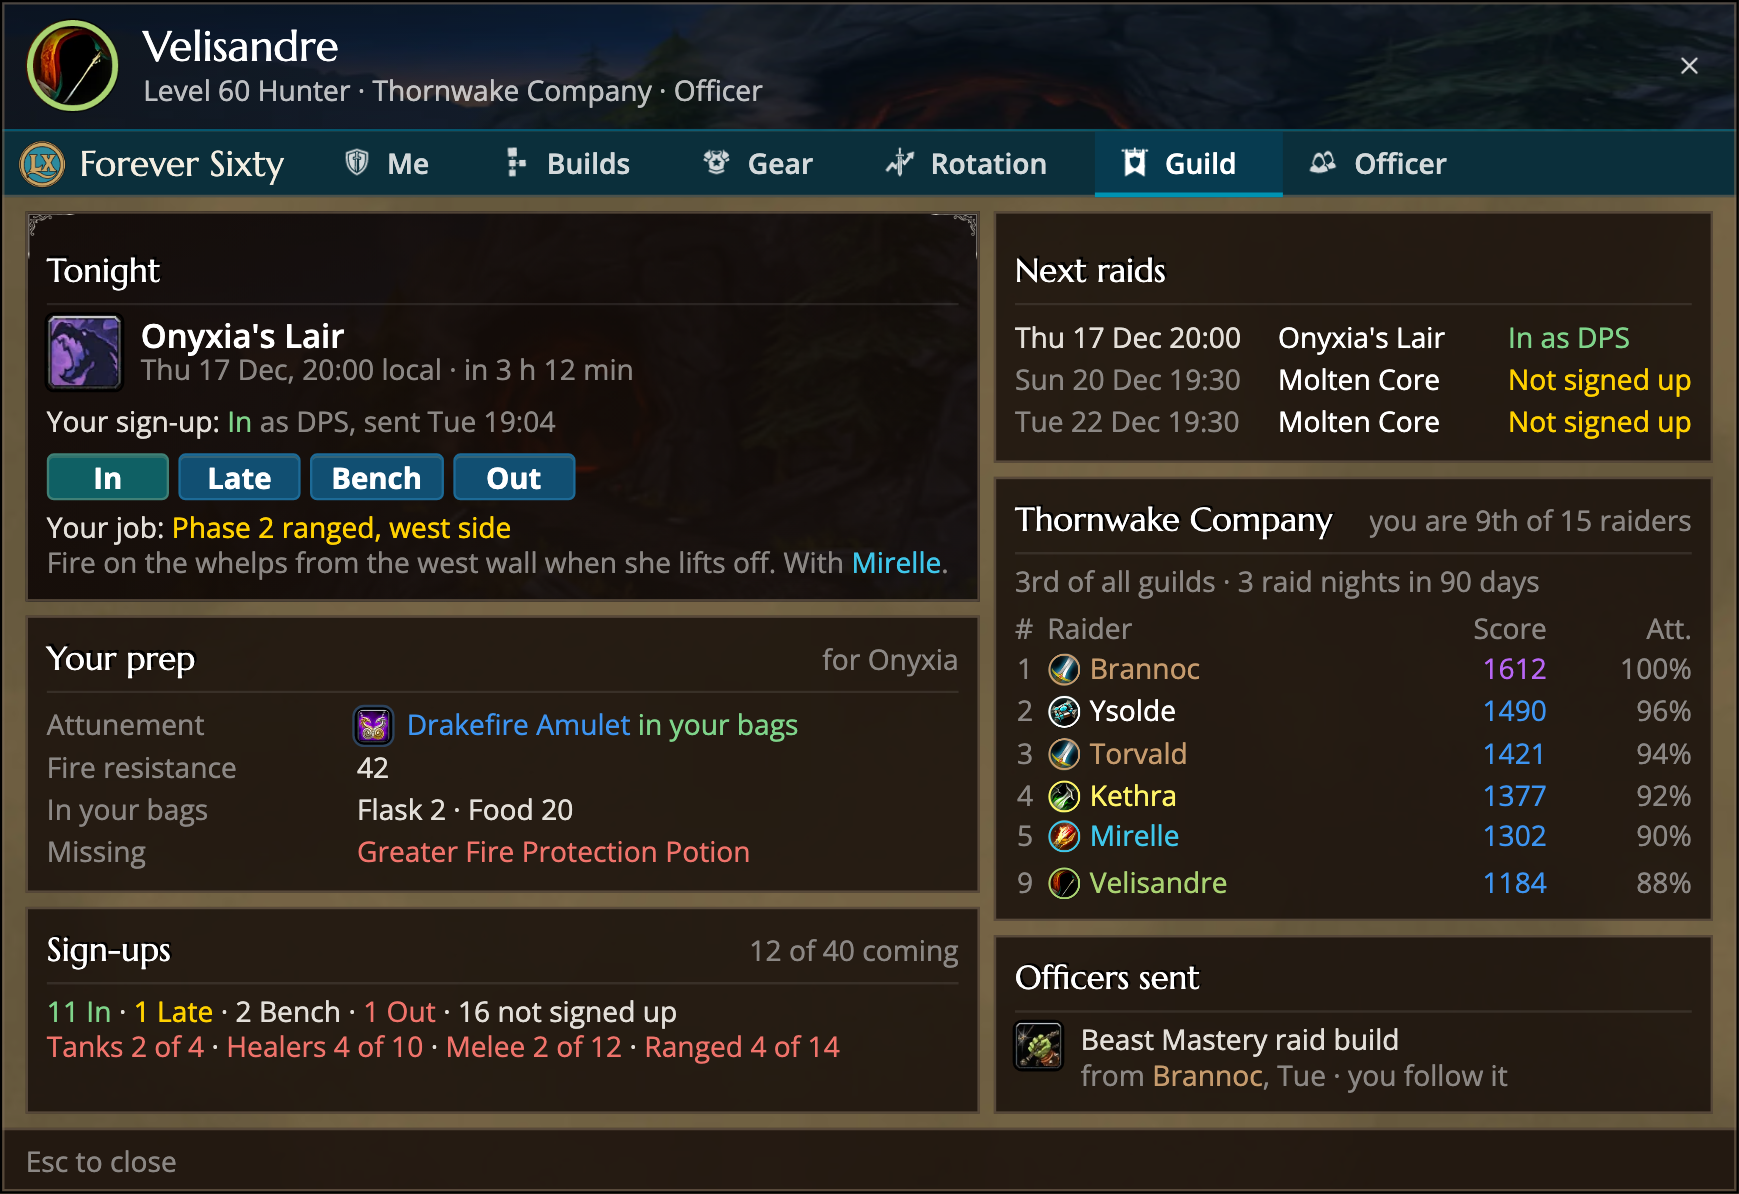 Velisandre
Level 60 Hunter · Thornwake Company · Officer
×
LX Forever Sixty Me Builds Gear Rotation Guild Officer
Tonight
Onyxia's Lair
Thu 17 Dec, 20:00 local · in 3 h 12 min
Your sign-up: In as DPS, sent Tue 19:04
In Late Bench Out
Your job: Phase 2 ranged, west side
Fire on the whelps from the west wall when she lifts off. With Mirelle.
Your prep for Onyxia
Attunement Drakefire Amulet in your bags
Fire resistance 42
In your bags Flask 2 · Food 20
Missing Greater Fire Protection Potion
Sign-ups 12 of 40 coming
11 In · 1 Late · 2 Bench · 1 Out · 16 not signed up
Tanks 2 of 4 · Healers 4 of 10 · Melee 2 of 12 · Ranged 4 of 14
Next raids
Thu 17 Dec 20:00 Onyxia's Lair In as DPS
Sun 20 Dec 19:30 Molten Core Not signed up
Tue 22 Dec 19:30 Molten Core Not signed up
Thornwake Company you are 9th of 15 raiders
3rd of all guilds · 3 raid nights in 90 days
# Raider Score Att.
1 Brannoc 1612 100%
2 Ysolde 1490 96%
3 Torvald 1421 94%
4 Kethra 1377 92%
5 Mirelle 1302 90%
9 Velisandre 1184 88%
Officers sent
Beast Mastery raid build
from Brannoc, Tue · you follow it
Esc to close